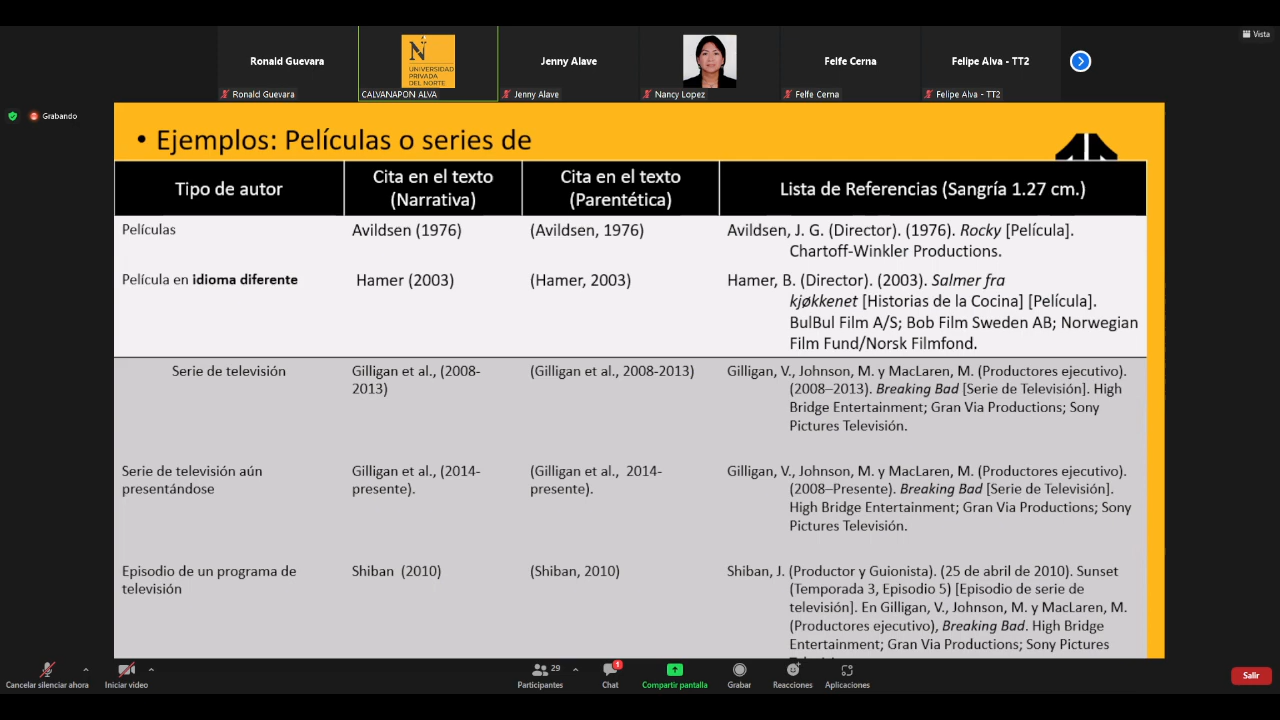 Vista
Ronald Guevara
UNIVERSIDAD
PRIVADA
DEL NORTE
Jenny Alave
Felfe Cerna
Felipe Alva - TT2
Ronald Guevara
CALVANAPON ALVA
Jenny Alave
Nancy Lopez
Felfe Cerna
Felipe Alva - TT2
Grabando
• Ejemplos: Películas o series de
Tipo de autor
Cita en el texto
(Narrativa)
Cita en el texto
(Parentética)
Lista de Referencias (Sangría 1.27 cm.)
Películas
Avildsen (1976)
(Avildsen, 1976)
Avildsen, J. G. (Director). (1976). Rocky [Película].
Chartoff-Winkler Productions.
Película en idioma diferente
Hamer (2003)
(Hamer, 2003)
Hamer, B. (Director). (2003). Salmer fra
kjøkkenet [Historias de la Cocina] [Película].
BulBul Film A/S; Bob Film Sweden AB; Norwegian
Film Fund/Norsk Filmfond.
Serie de televisión
Gilligan et al., (2008-
2013)
(Gilligan et al., 2008-2013)
Gilligan, V., Johnson, M. y MacLaren, M. (Productores ejecutivo).
(2008–2013). Breaking Bad [Serie de Televisión]. High
Bridge Entertainment; Gran Via Productions; Sony
Pictures Televisión.
Serie de televisión aún
presentándose
Gilligan et al., (2014-
presente).
(Gilligan et al., 2014-
presente).
Gilligan, V., Johnson, M. y MacLaren, M. (Productores ejecutivo).
(2008–Presente). Breaking Bad [Serie de Televisión].
High Bridge Entertainment; Gran Via Productions; Sony
Pictures Televisión.
Episodio de un programa de
televisión
Shiban (2010)
(Shiban, 2010)
Shiban, J. (Productor y Guionista). (25 de abril de 2010). Sunset
(Temporada 3, Episodio 5) [Episodio de serie de
televisión]. En Gilligan, V., Johnson, M. y MacLaren, M.
(Productores ejecutivo), Breaking Bad. High Bridge
Entertainment; Gran Via Productions; Sony Pictures
Cancelar silenciar ahora
Iniciar video
29
Participantes
1
Chat
Compartir pantalla
Grabar
Reacciones
Aplicaciones
Salir